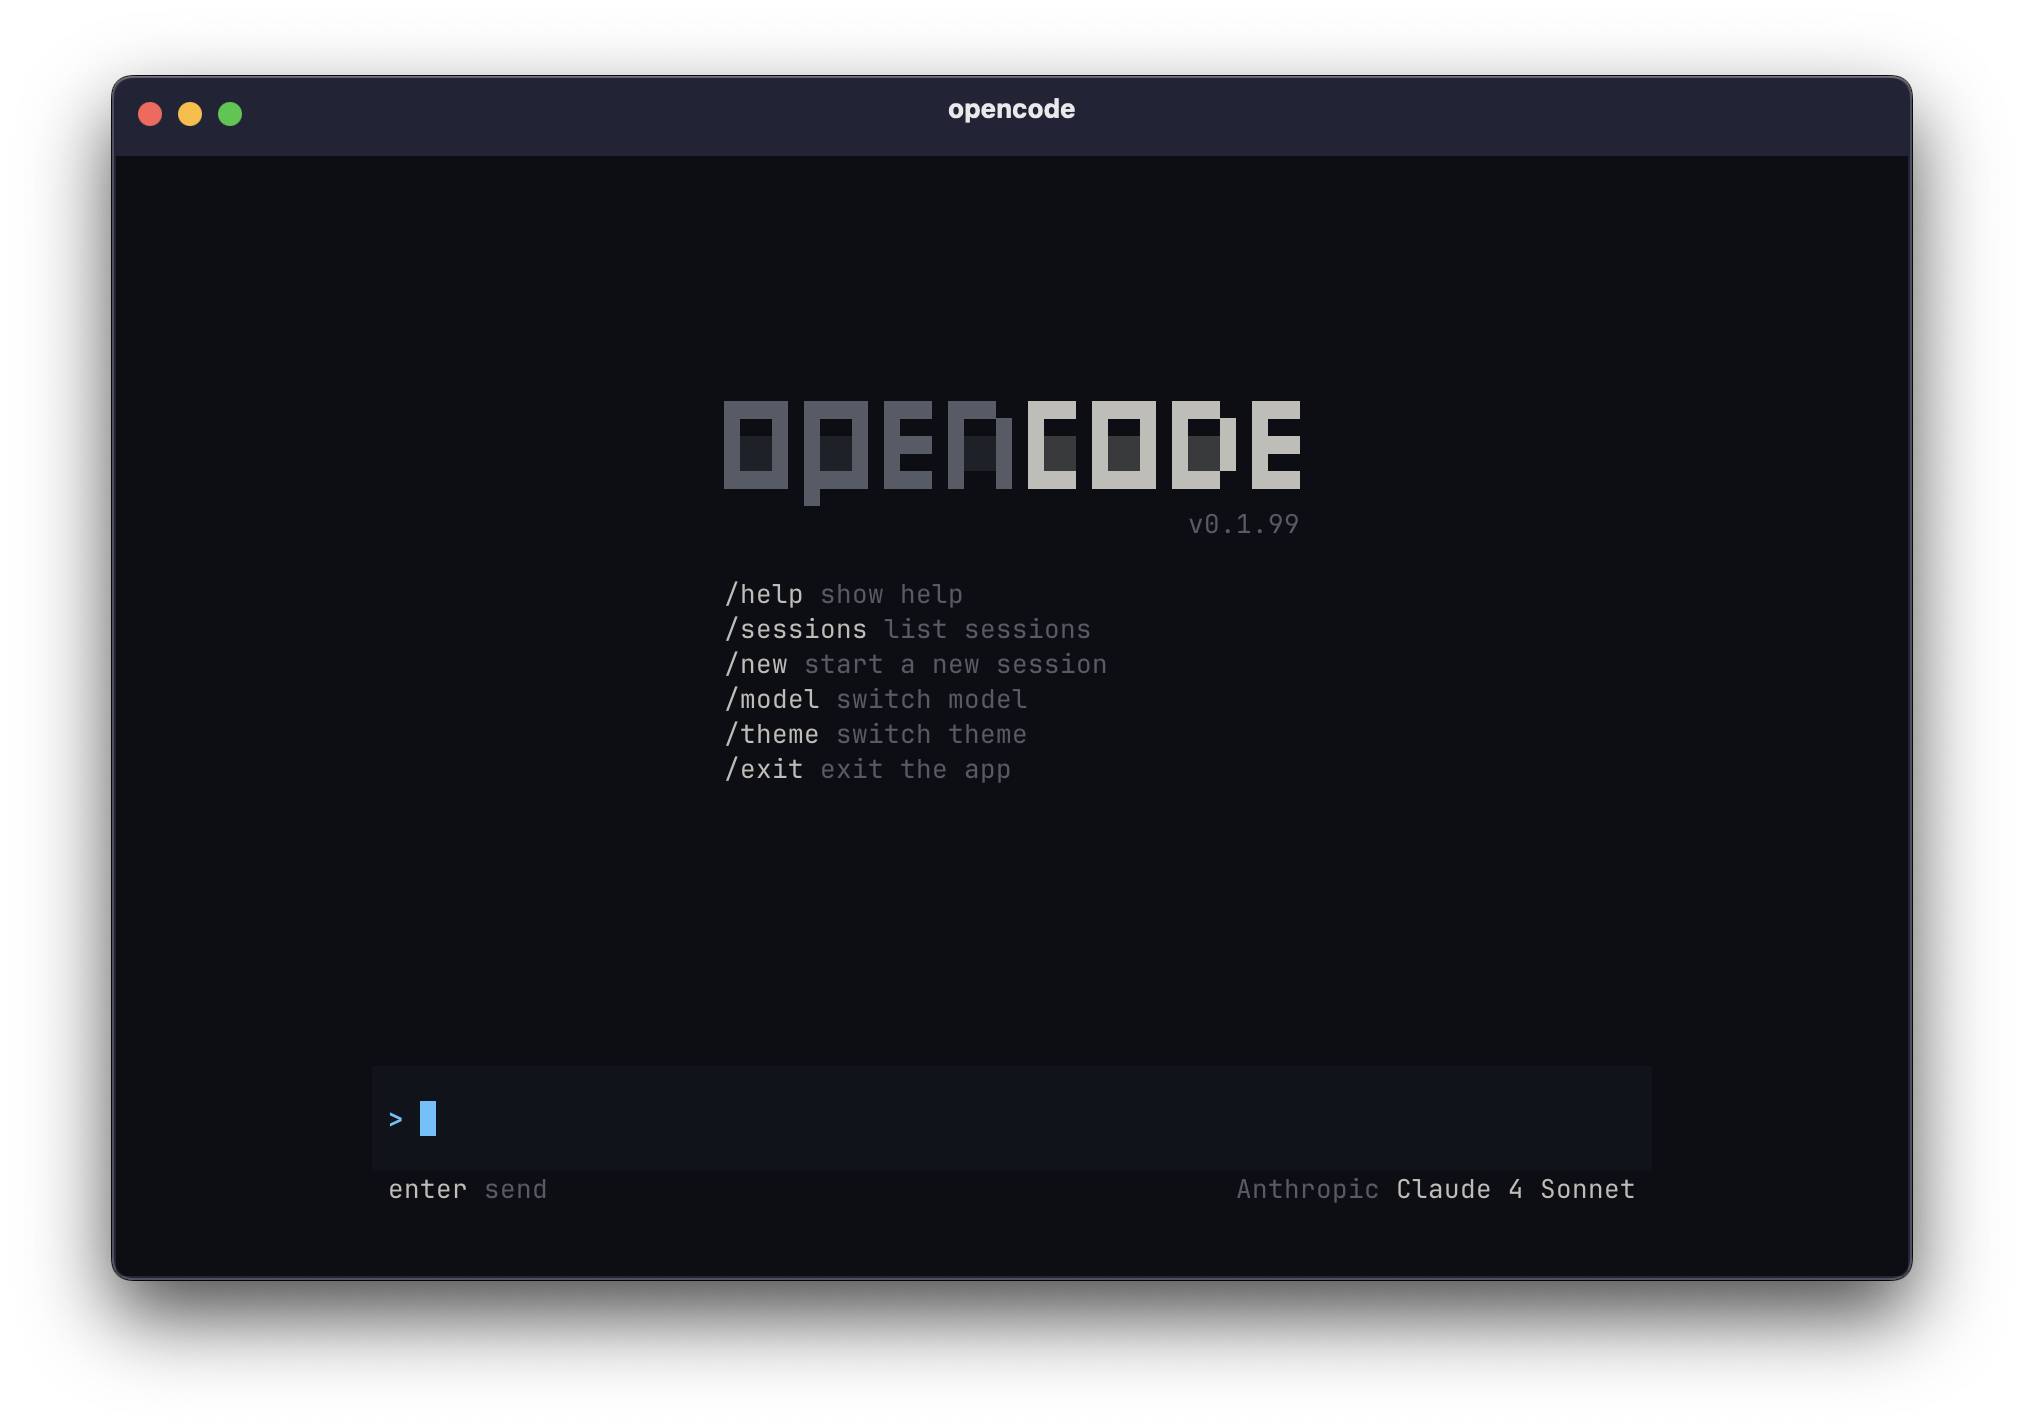 opencode
opencode
v0.1.99
/help show help
/sessions list sessions
/new start a new session
/model switch model
/theme switch theme
/exit exit the app
>
enter send
Anthropic Claude 4 Sonnet